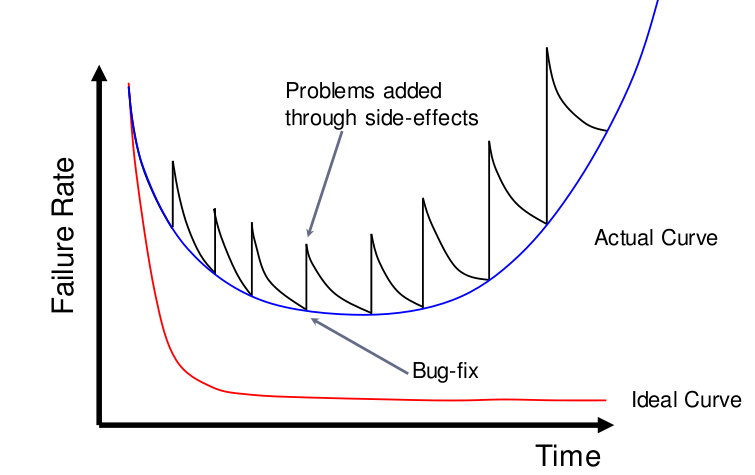 Problems added
through side-effects
Failure Rate
Actual Curve
Bug-fix
Ideal Curve
Time